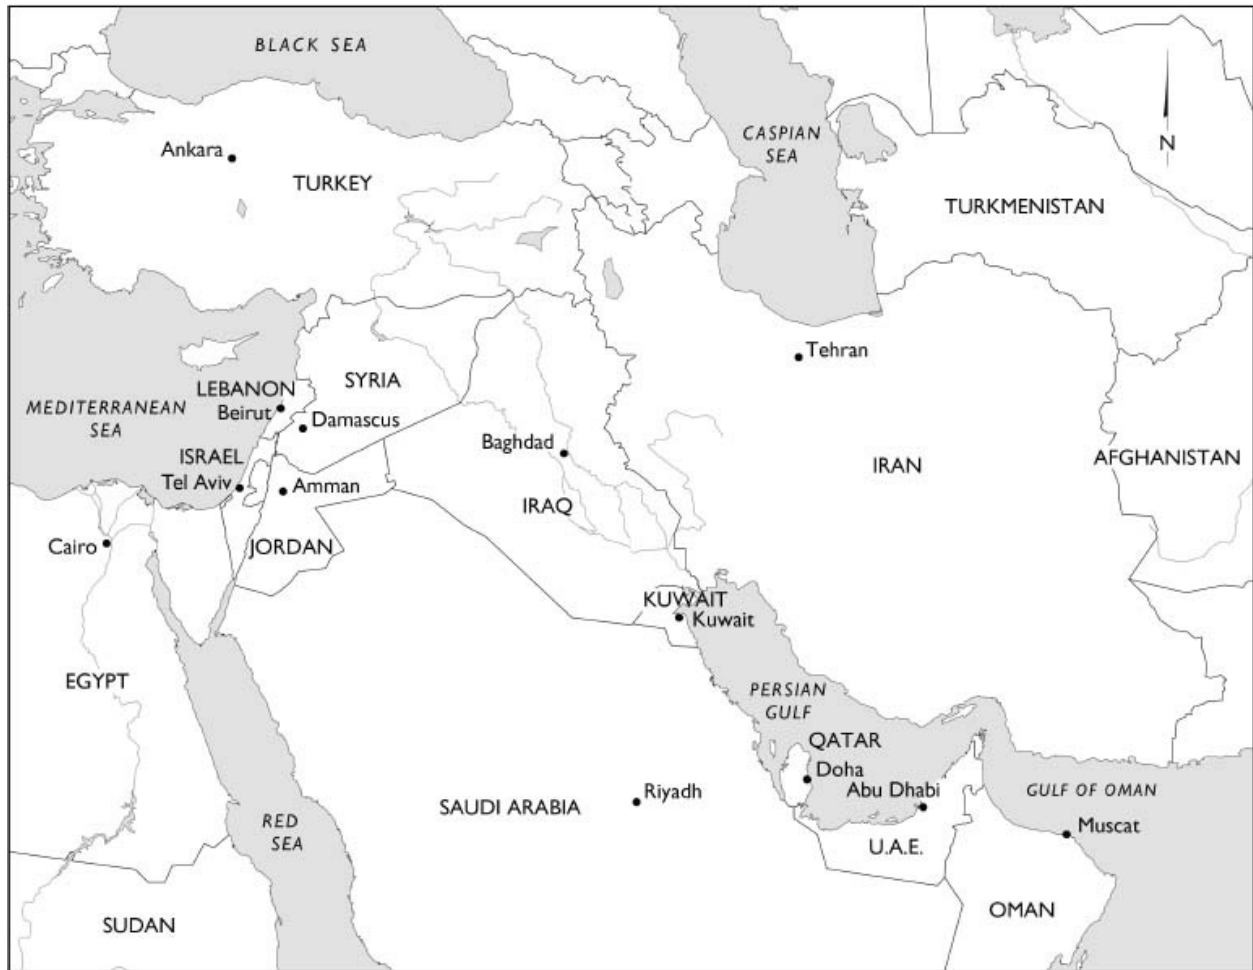 BLACK SEA
Ankara
TURKEY
CASPIAN
SEA
N
TURKMENISTAN
Tehran
SYRIA
LEBANON
Beirut
MEDITERRANEAN
SEA
Damascus
Baghdad
ISRAEL
Tel Aviv
Amman
IRAN
AFGHANISTAN
IRAQ
Cairo
JORDAN
KUWAIT
Kuwait
EGYPT
PERSIAN
GULF
QATAR
Doha
Abu Dhabi
GULF OF OMAN
Riyadh
SAUDI ARABIA
RED
SEA
Muscat
U.A.E.
OMAN
SUDAN